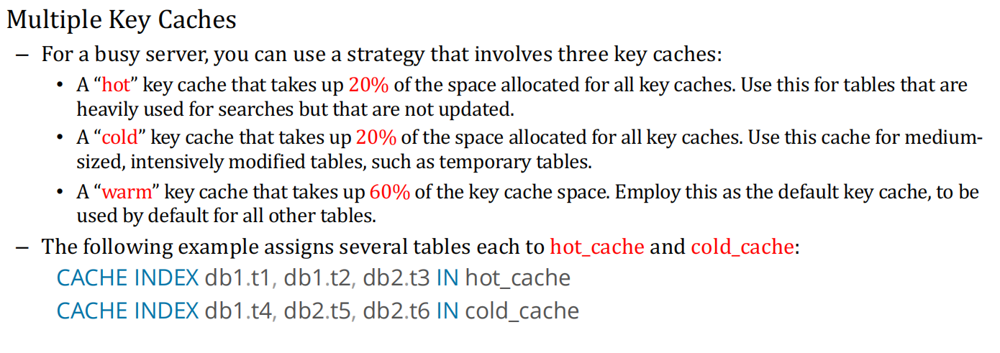 Multiple Key Caches
– For a busy server, you can use a strategy that involves three key caches:
• A “hot” key cache that takes up 20% of the space allocated for all key caches. Use this for tables that are
heavily used for searches but that are not updated.
• A “cold” key cache that takes up 20% of the space allocated for all key caches. Use this cache for medium-
sized, intensively modified tables, such as temporary tables.
• A “warm” key cache that takes up 60% of the key cache space. Employ this as the default key cache, to be
used by default for all other tables.
– The following example assigns several tables each to hot_cache and cold_cache:
CACHE INDEX db1.t1, db1.t2, db2.t3 IN hot_cache
CACHE INDEX db1.t4, db2.t5, db2.t6 IN cold_cache